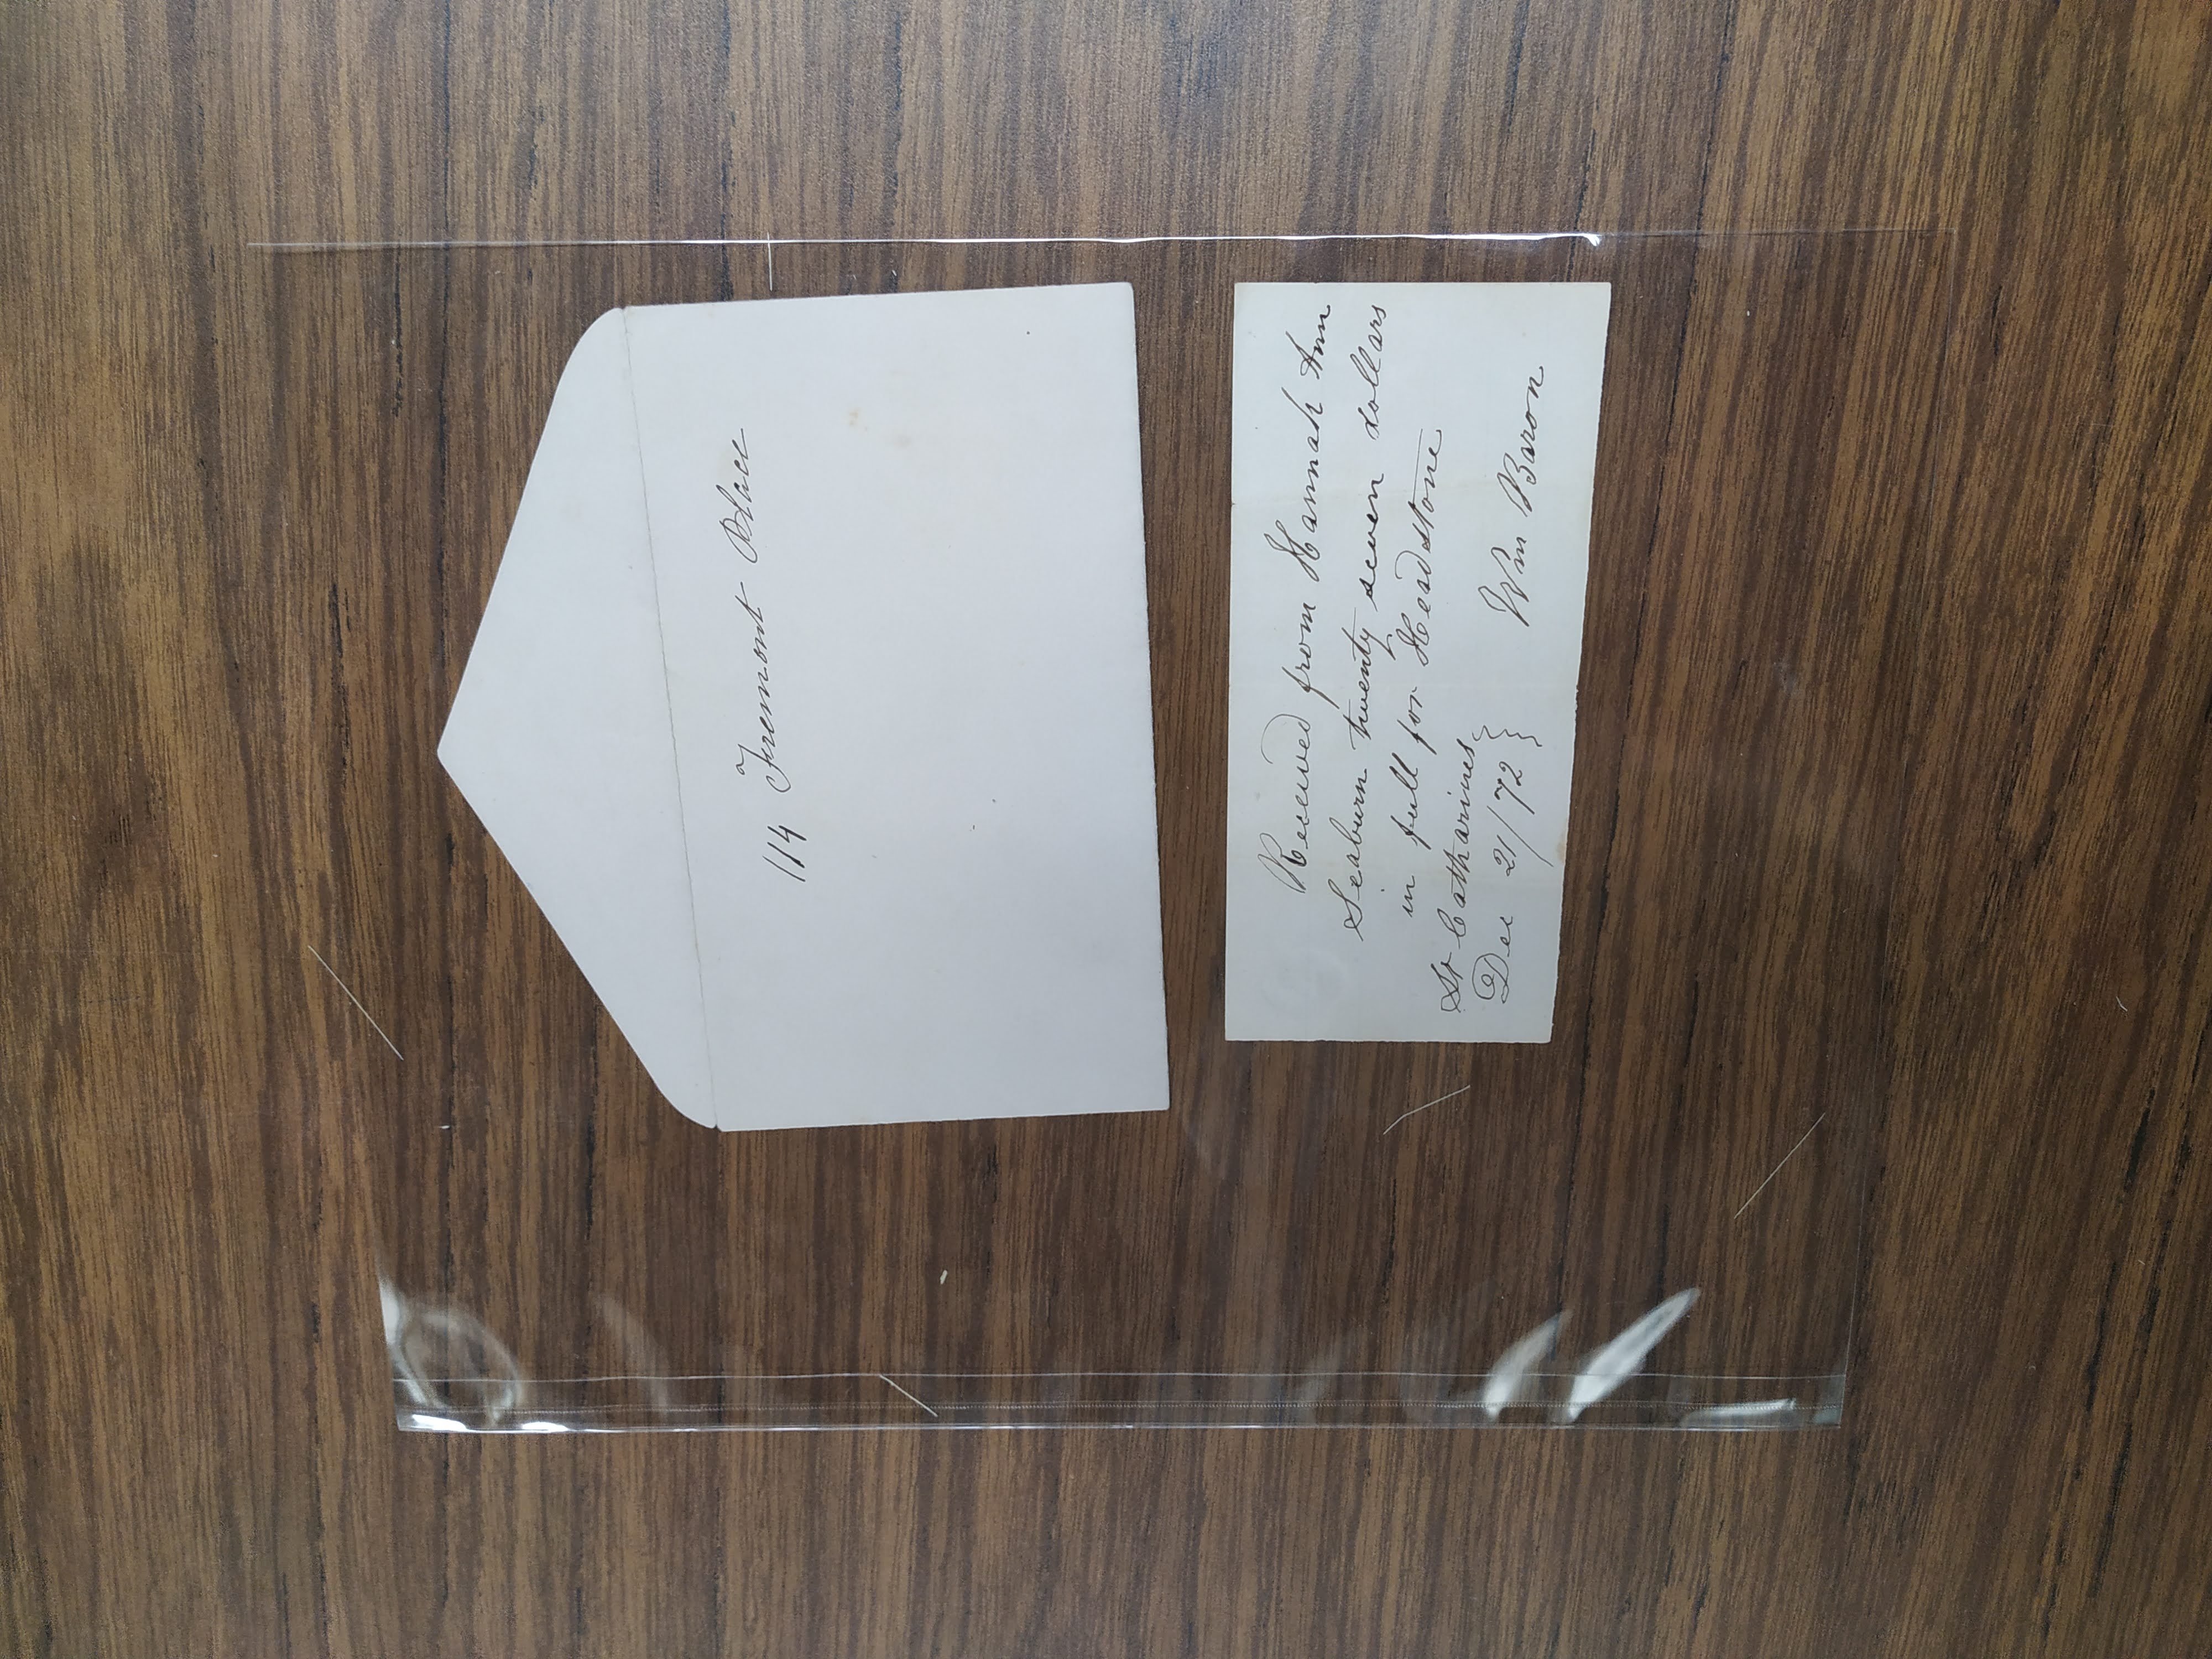 Received from Hannah Ann
Seaburn twenty seven dollars
in full for Headstone
St Catharines
Dec 21/72
Wm Baron
114 Tremont Place